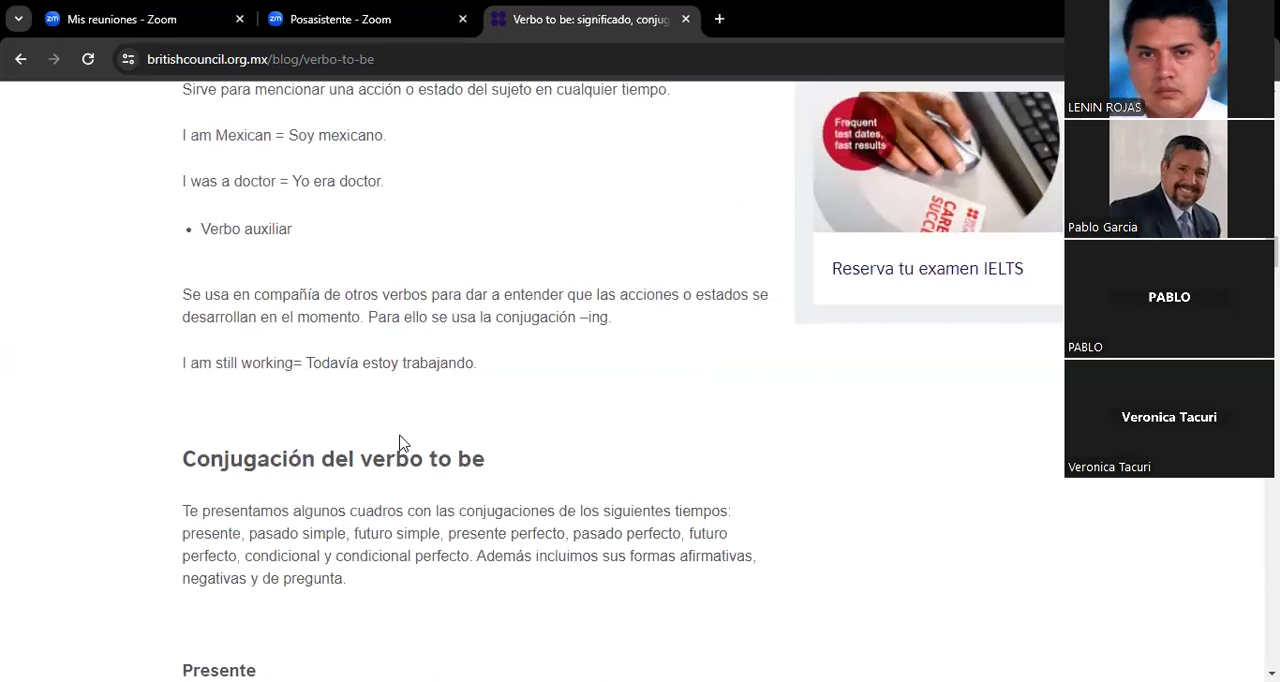 Mis reuniones - Zoom
Posasistente - Zoom
Verbo to be: significado, conjug
britishcouncil.org.mx/blog/verbo-to-be
Sirve para mencionar una acción o estado del sujeto en cualquier tiempo.
I am Mexican = Soy mexicano.
I was a doctor = Yo era doctor.
• Verbo auxiliar
Se usa en compañía de otros verbos para dar a entender que las acciones o estados se
desarrollan en el momento. Para ello se usa la conjugación –ing.
I am still working= Todavía estoy trabajando.
Conjugación del verbo to be
Te presentamos algunos cuadros con las conjugaciones de los siguientes tiempos:
presente, pasado simple, futuro simple, presente perfecto, pasado perfecto, futuro
perfecto, condicional y condicional perfecto. Además incluimos sus formas afirmativas,
negativas y de pregunta.
Presente
Frequent
test dates,
fast results
Reserva tu examen IELTS
LENIN ROJAS
Pablo Garcia
PABLO
PABLO
Veronica Tacuri
Veronica Tacuri